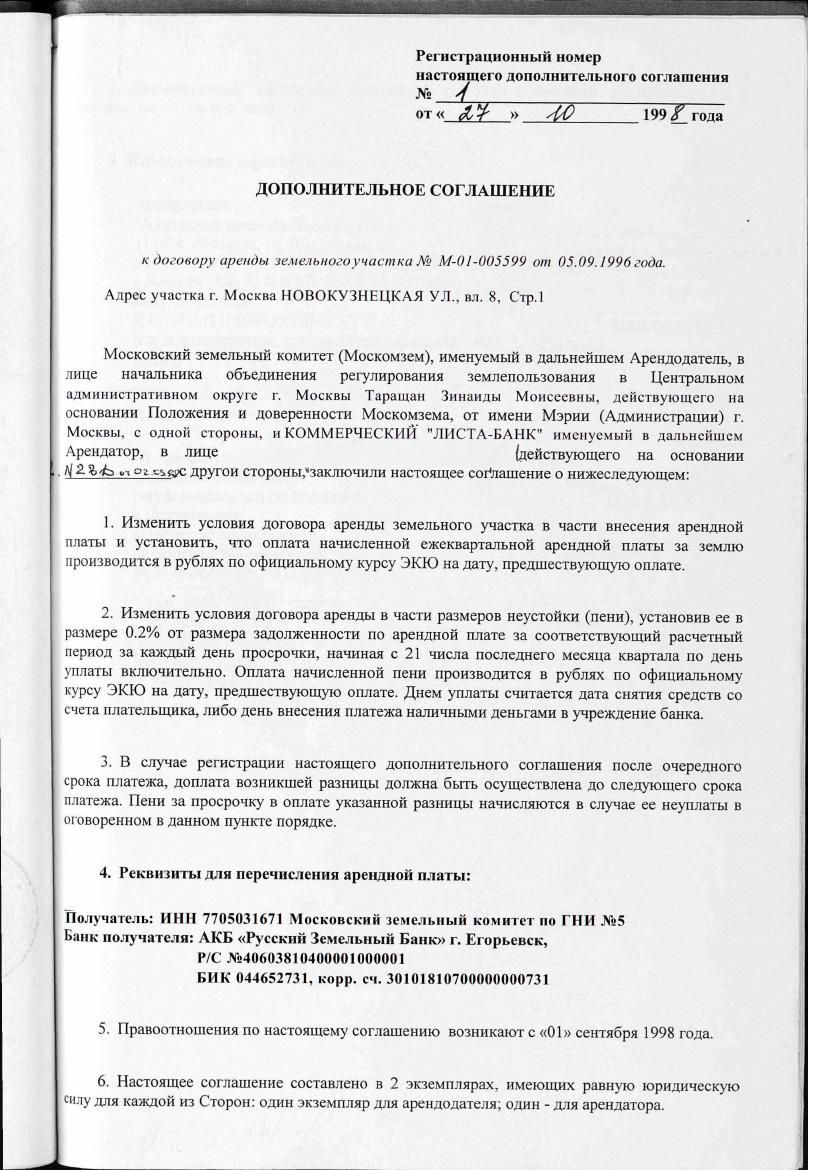 Регистрационный номер
настоящего дополнительного соглашения
№ 1
от « 27 » 10 1998 года
ДОПОЛНИТЕЛЬНОЕ СОГЛАШЕНИЕ
к договору аренды земельного участка № М-01-005599 от 05.09.1996 года.
Адрес участка г. Москва НОВОКУЗНЕЦКАЯ УЛ., вл. 8, Стр.1
Московский земельный комитет (Москомзем), именуемый в дальнейшем Арендодатель, в
лице начальника объединения регулирования землепользования в Центральном
административном округе г. Москвы Таращан Зинаиды Моисеевны, действующего на
основании Положения и доверенности Москомзема, от имени Мэрии (Администрации) г.
Москвы, с одной стороны, и КОММЕРЧЕСКИЙ "ЛИСТА-БАНК" именуемый в дальнейшем
Арендатор, в лице действующего на основании
с другой стороны, заключили настоящее соглашение о нижеследующем:
1. Изменить условия договора аренды земельного участка в части внесения арендной
платы и установить, что оплата начисленной ежеквартальной арендной платы за землю
производится в рублях по официальному курсу ЭКЮ на дату, предшествующую оплате.
2. Изменить условия договора аренды в части размеров неустойки (пени), установив ее в
размере 0.2% от размера задолженности по арендной плате за соответствующий расчетный
период за каждый день просрочки, начиная с 21 числа последнего месяца квартала по день
уплаты включительно. Оплата начисленной пени производится в рублях по официальному
курсу ЭКЮ на дату, предшествующую оплате. Днем уплаты считается дата снятия средств со
счета плательщика, либо день внесения платежа наличными деньгами в учреждение банка.
3. В случае регистрации настоящего дополнительного соглашения после очередного
срока платежа, доплата возникшей разницы должна быть осуществлена до следующего срока
платежа. Пени за просрочку в оплате указанной разницы начисляются в случае ее неуплаты в
оговоренном в данном пункте порядке.
4. Реквизиты для перечисления арендной платы:
Получатель: ИНН 7705031671 Московский земельный комитет по ГНИ №5
Банк получателя: АКБ «Русский Земельный Банк» г. Егорьевск,
Р/С №40603810400001000001
БИК 044652731, корр. сч. 30101810700000000731
5. Правоотношения по настоящему соглашению возникают с «01» сентября 1998 года.
6. Настоящее соглашение составлено в 2 экземплярах, имеющих равную юридическую
силу для каждой из Сторон: один экземпляр для арендодателя; один - для арендатора.